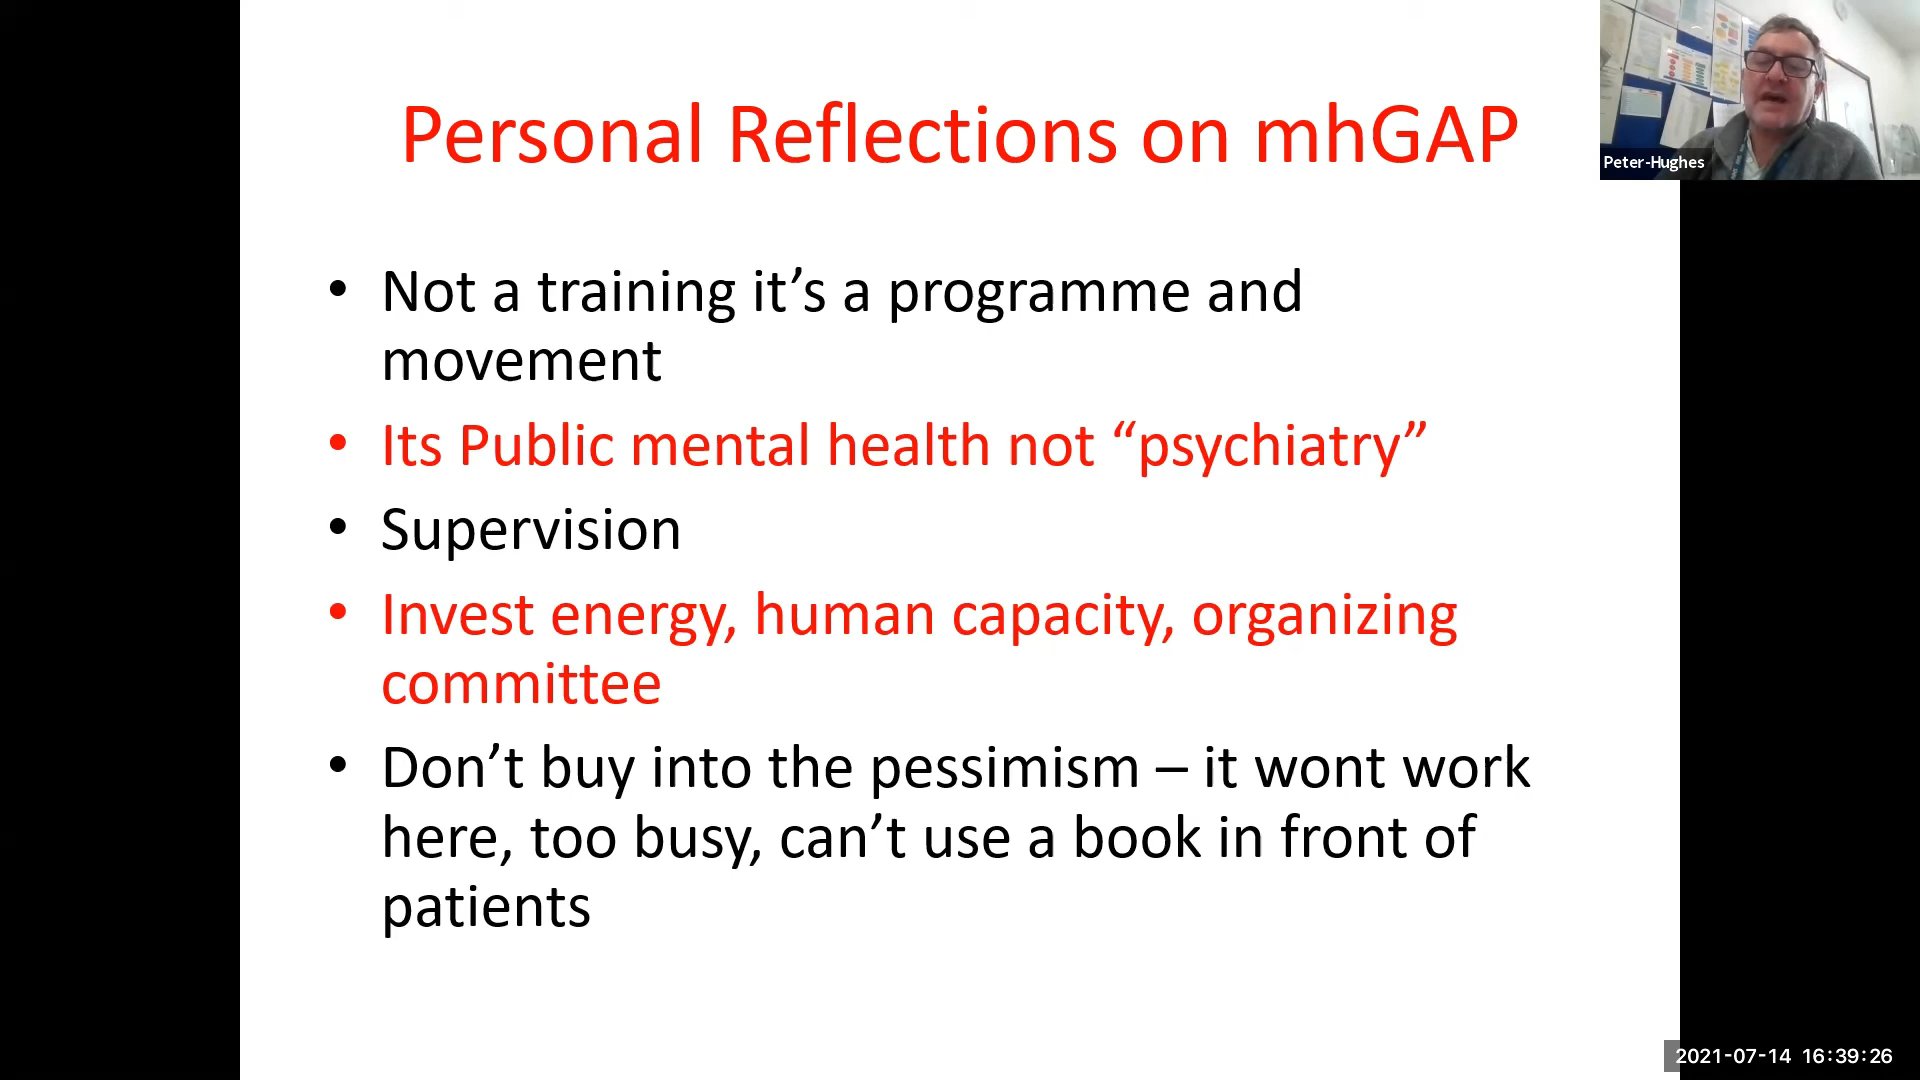 Personal Reflections on mhGAP
Peter-Hughes
• Not a training it’s a programme and
movement
• Its Public mental health not “psychiatry”
• Supervision
• Invest energy, human capacity, organizing
committee
• Don’t buy into the pessimism – it wont work
here, too busy, can’t use a book in front of
patients
2021-07-14 16:39:26